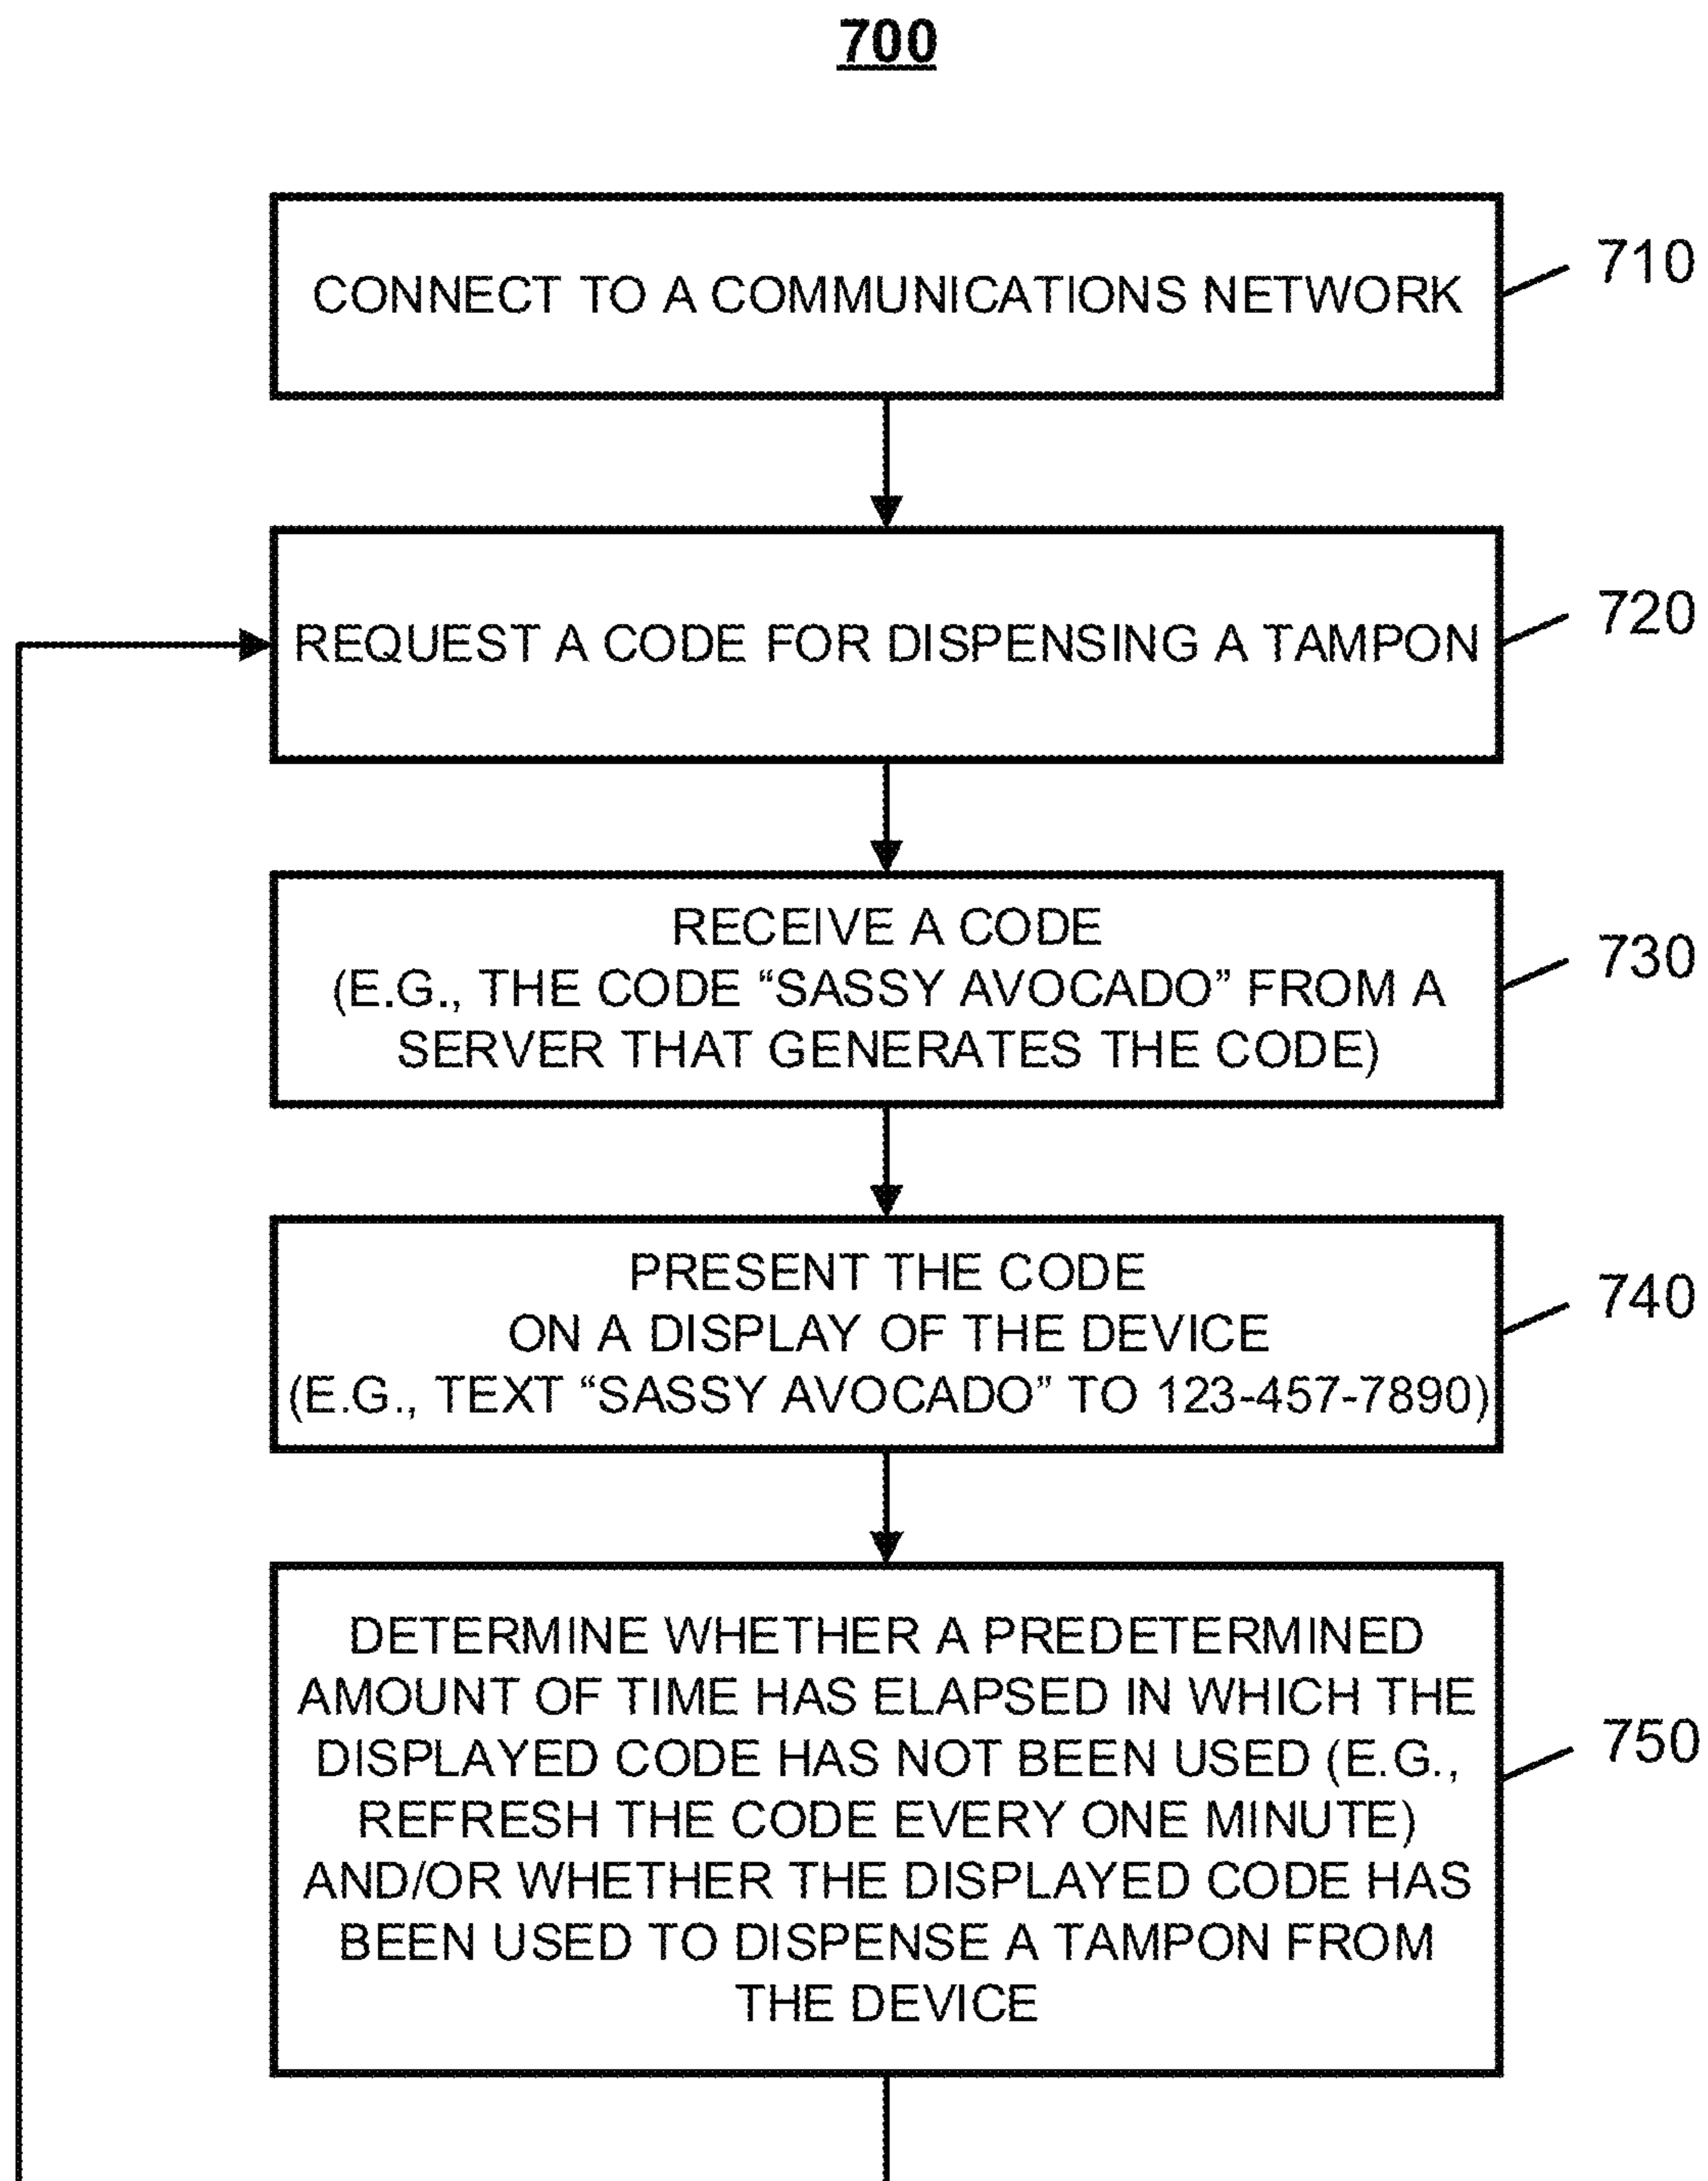 700
CONNECT TO A COMMUNICATIONS NETWORK
710
REQUEST A CODE FOR DISPENSING A TAMPON
720
RECEIVE A CODE
(E.G., THE CODE “SASSY AVOCADO” FROM A
SERVER THAT GENERATES THE CODE)
730
PRESENT THE CODE
ON A DISPLAY OF THE DEVICE
(E.G., TEXT “SASSY AVOCADO” TO 123-457-7890)
740
DETERMINE WHETHER A PREDETERMINED
AMOUNT OF TIME HAS ELAPSED IN WHICH THE
DISPLAYED CODE HAS NOT BEEN USED (E.G.,
REFRESH THE CODE EVERY ONE MINUTE)
AND/OR WHETHER THE DISPLAYED CODE HAS
BEEN USED TO DISPENSE A TAMPON FROM
THE DEVICE
750